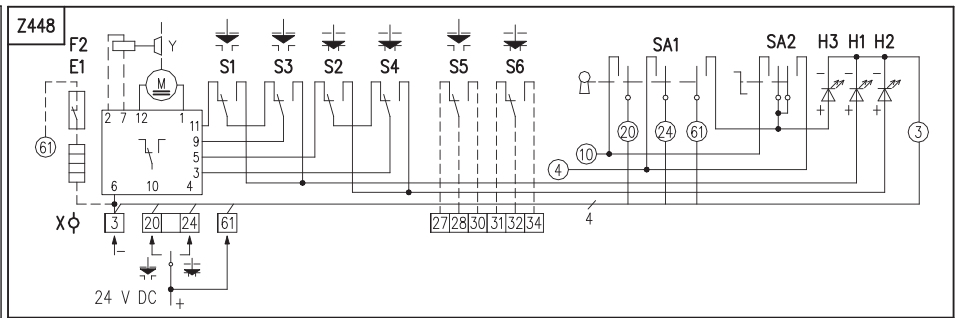 Z448
F2
E1
Y
M
S1 S3 S2 S4 S5 S6 SA1 SA2 H3 H1 H2
2 7 12 1
11
9
5
3
6 10 4
61
20 24 61
10
4
3
- - -
+ + +
X 3 20 24 61 27 28 30 31 32 34
4
-
24 V DC +